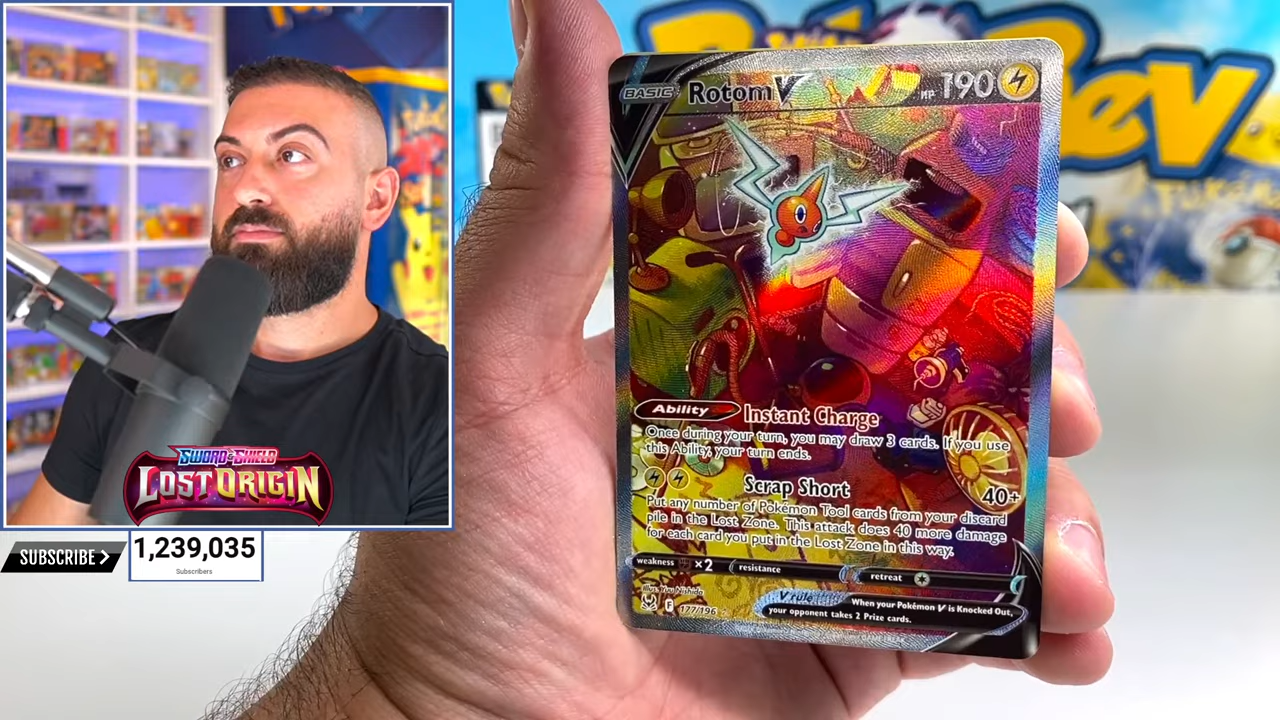 SWORD & SHIELD
LOST ORIGIN
SUBSCRIBE >
1,239,035
Subscribers
BASIC
Rotom V
HP 190
Ability
Instant Charge
Once during your turn, you may draw 3 cards. If you use
this Ability, your turn ends.
Scrap Short
40+
Put any number of Pokémon Tool cards from your discard
pile in the Lost Zone. This attack does 40 more damage
for each card you put in the Lost Zone in this way.
weakness ×2 resistance retreat
Illus. Yuu Nishida
F 177/196
V rule When your Pokémon V is Knocked Out,
your opponent takes 2 Prize cards.